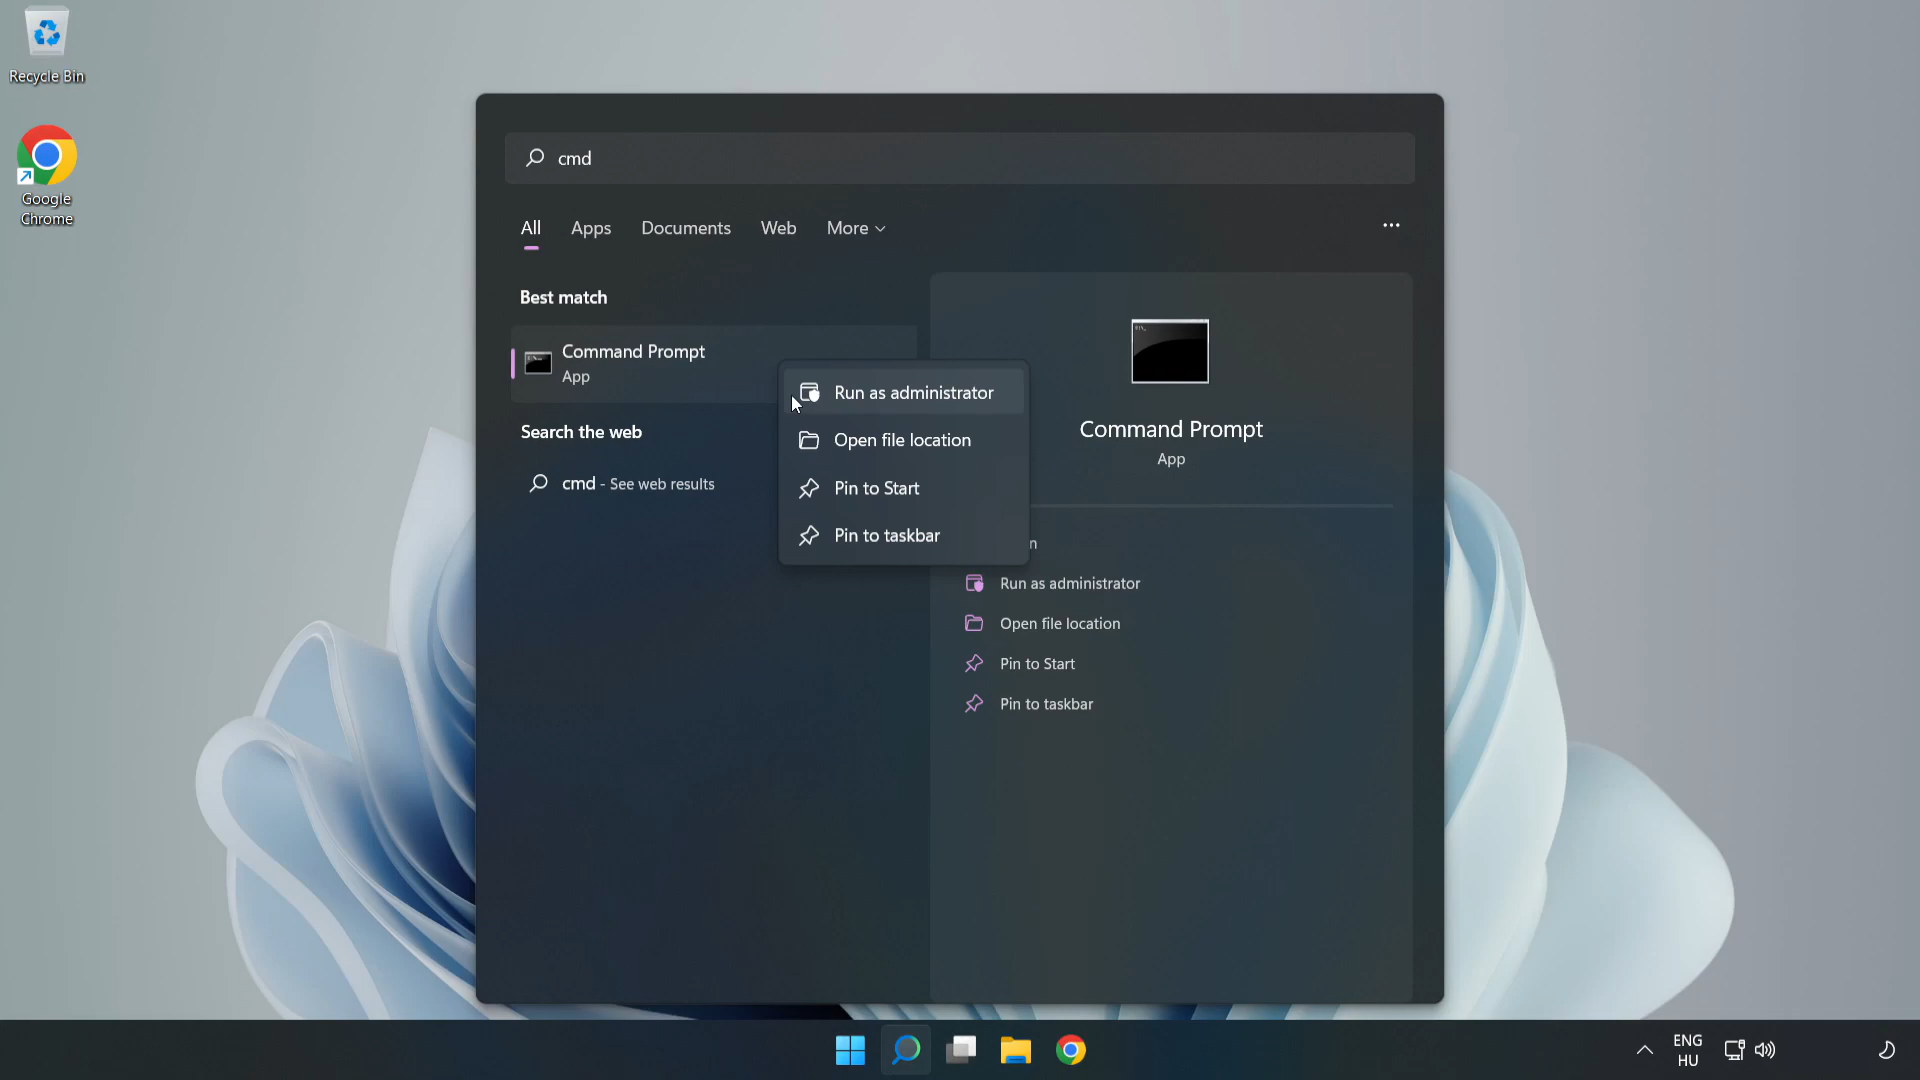 Recycle Bin
Google
Chrome
cmd
All
Apps
Documents
Web
More
Best match
Command Prompt
App
Search the web
cmd - See web results
Run as administrator
Open file location
Pin to Start
Pin to taskbar
Command Prompt
App
Run as administrator
Open file location
Pin to Start
Pin to taskbar
ENG
HU